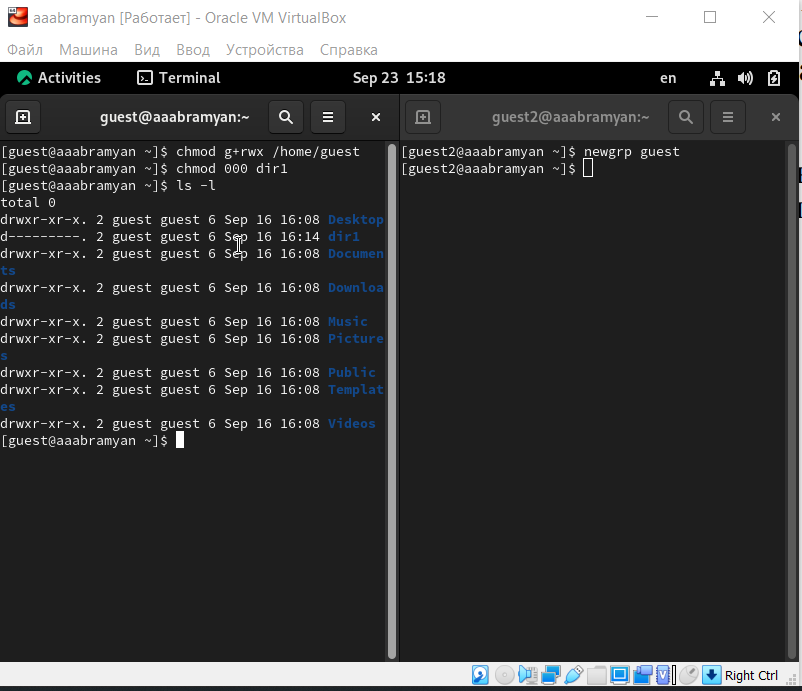 aaabramyan [Работает] - Oracle VM VirtualBox
Файл Машина Вид Ввод Устройства Справка
Activities Terminal Sep 23 15:18 en
guest@aaabramyan:~
[guest@aaabramyan ~]$ chmod g+rwx /home/guest
[guest@aaabramyan ~]$ chmod 000 dir1
[guest@aaabramyan ~]$ ls -l
total 0
drwxr-xr-x. 2 guest guest 6 Sep 16 16:08 Desktop
d---------. 2 guest guest 6 Sep 16 16:14 dir1
drwxr-xr-x. 2 guest guest 6 Sep 16 16:08 Documen
ts
drwxr-xr-x. 2 guest guest 6 Sep 16 16:08 Downloa
ds
drwxr-xr-x. 2 guest guest 6 Sep 16 16:08 Music
drwxr-xr-x. 2 guest guest 6 Sep 16 16:08 Picture
s
drwxr-xr-x. 2 guest guest 6 Sep 16 16:08 Public
drwxr-xr-x. 2 guest guest 6 Sep 16 16:08 Templat
es
drwxr-xr-x. 2 guest guest 6 Sep 16 16:08 Videos
[guest@aaabramyan ~]$
guest2@aaabramyan:~
[guest2@aaabramyan ~]$ newgrp guest
[guest2@aaabramyan ~]$
Right Ctrl